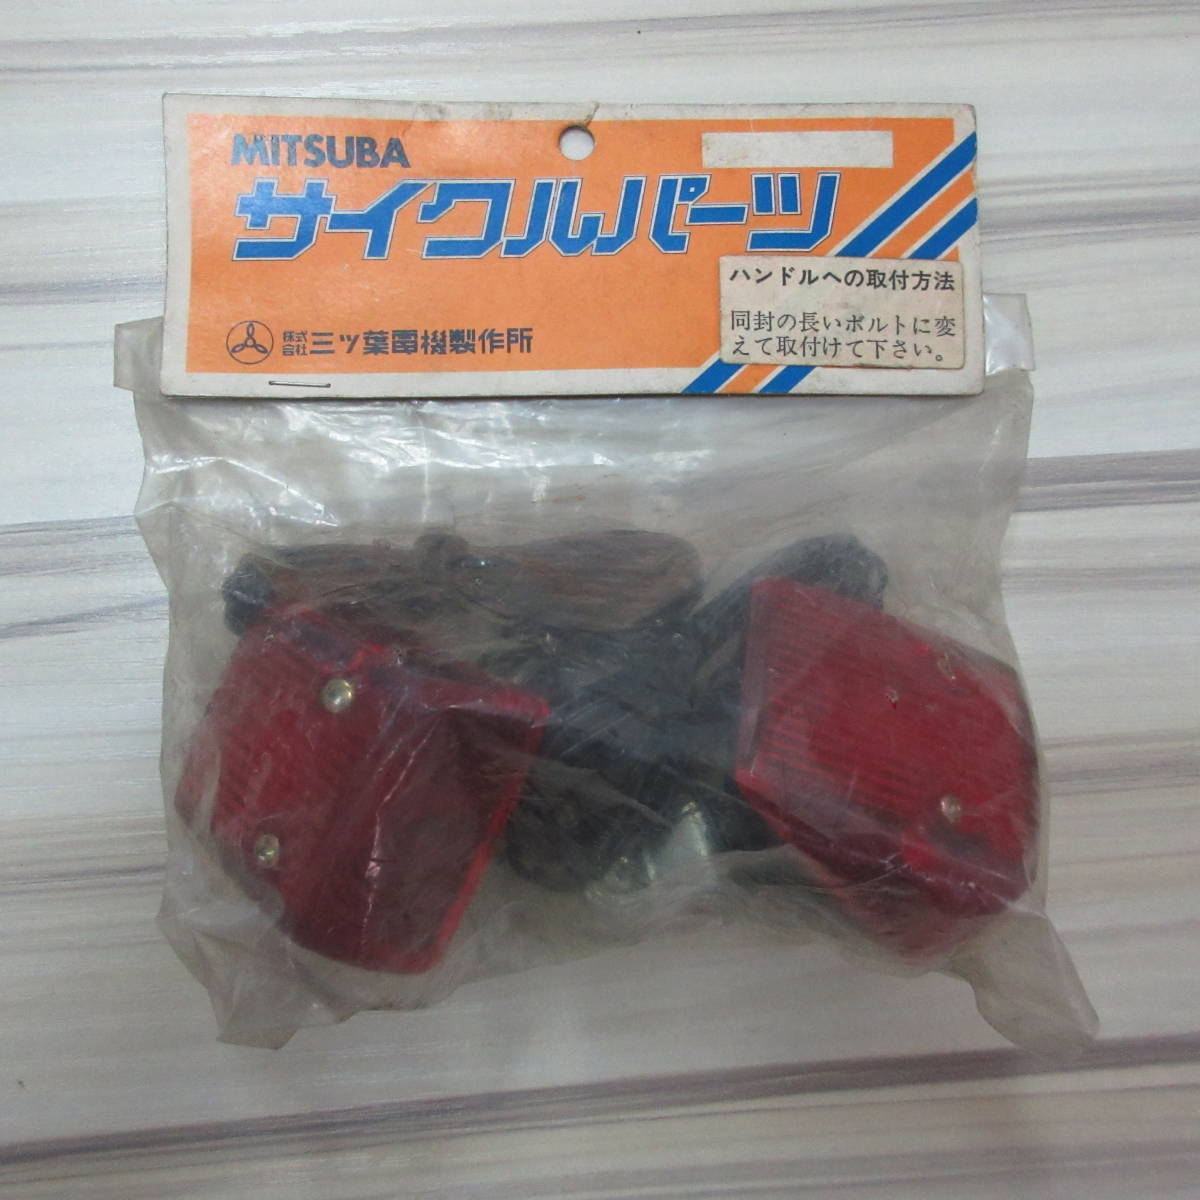 MITSUBA
サイクルパーツ
ハンドルへの取付方法
同封の長いボルトに変
えて取付けて下さい。
株式会社三ッ葉電機製作所